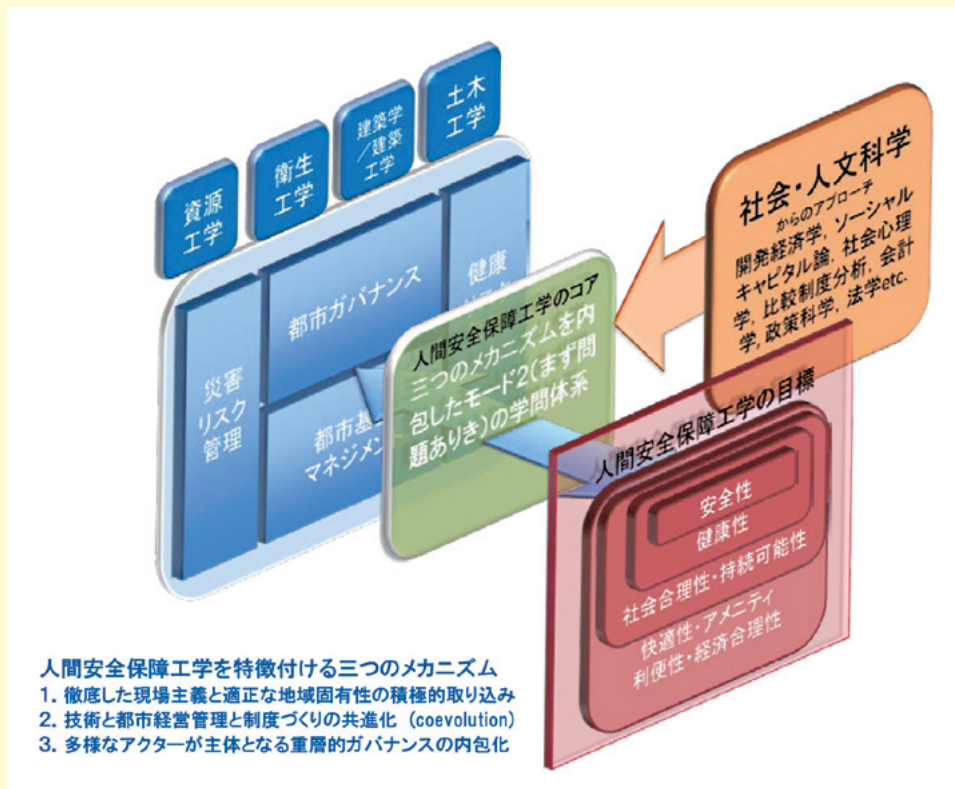 土木
工学
建築学
/建築
工学
衛生
工学
資源
工学
都市ガバナンス
健康
災害
リスク
管理
都市基
マネジメン
人間安全保障工学のコア
三つのメカニズムを内
包したモード2(まず問
題ありき)の学問体系
社会・人文科学
からのアプローチ
開発経済学, ソーシャル
キャピタル論, 社会心理
学, 比較制度分析, 会計
学, 政策科学, 法学etc.
人間安全保障工学の目標
安全性
健康性
社会合理性・持続可能性
快適性・アメニティ
利便性・経済合理性
人間安全保障工学を特徴付ける三つのメカニズム
1. 徹底した現場主義と適正な地域固有性の積極的取り込み
2. 技術と都市経営管理と制度づくりの共進化 (coevolution)
3. 多様なアクターが主体となる重層的ガバナンスの内包化